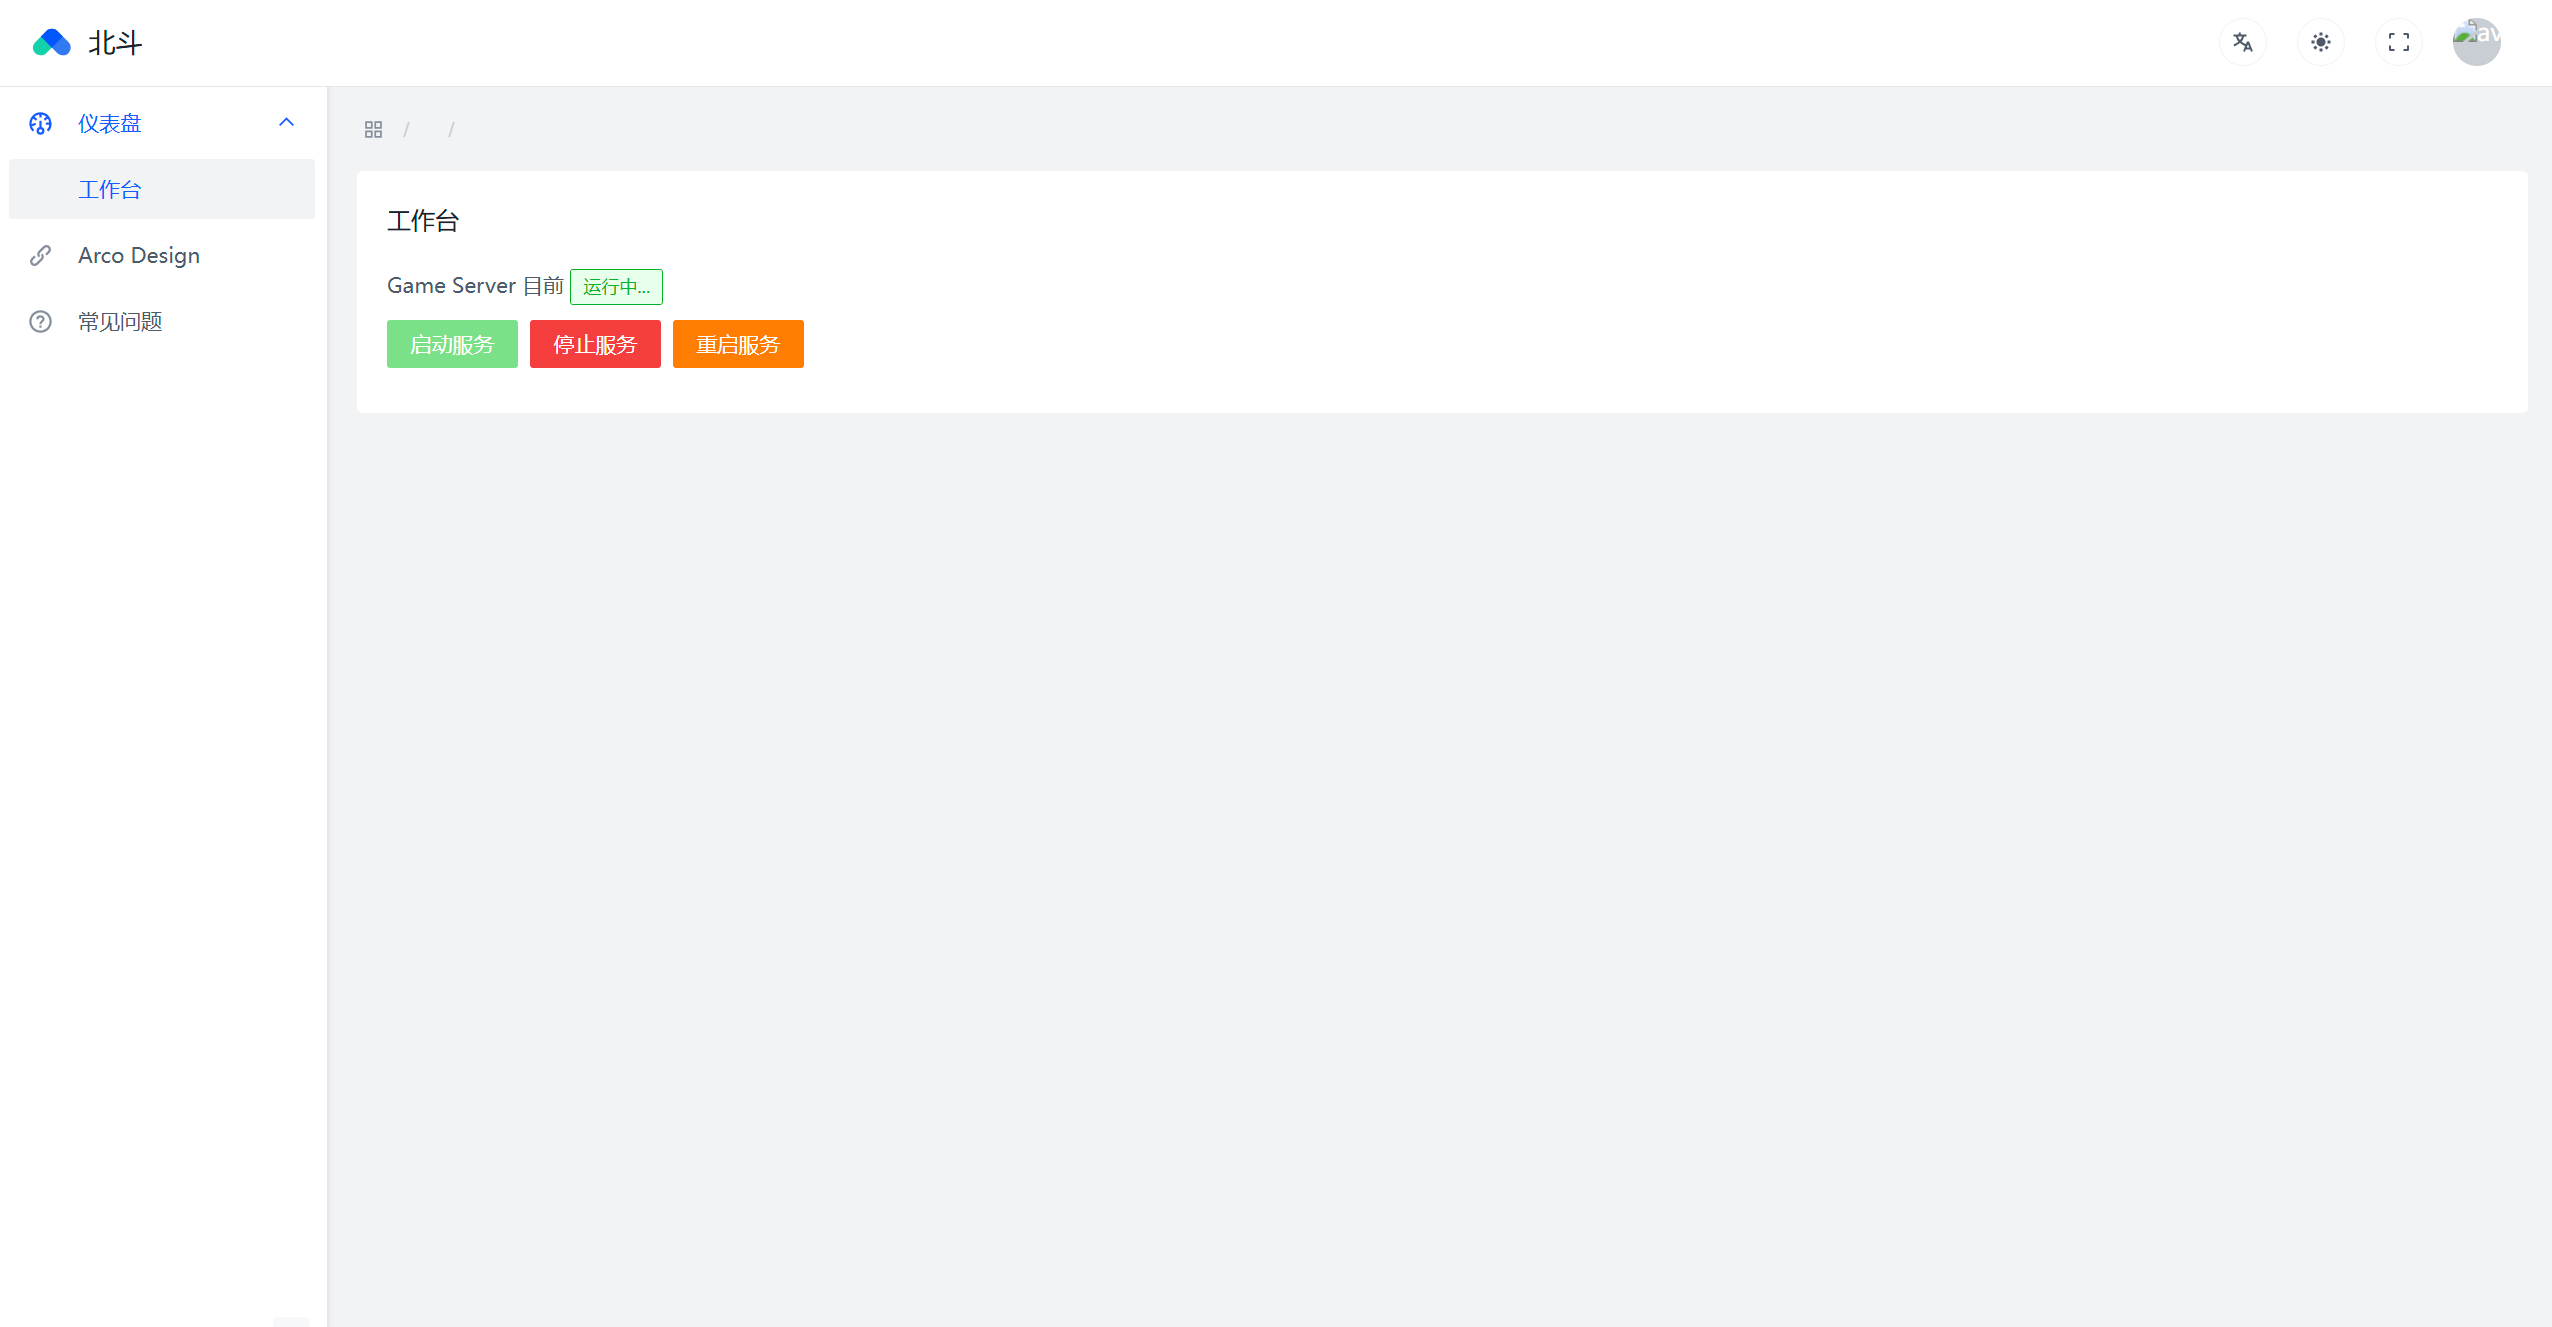 北斗
av
仪表盘
工作台
Arco Design
常见问题
/ /
工作台
Game Server 目前 运行中...
启动服务 停止服务 重启服务